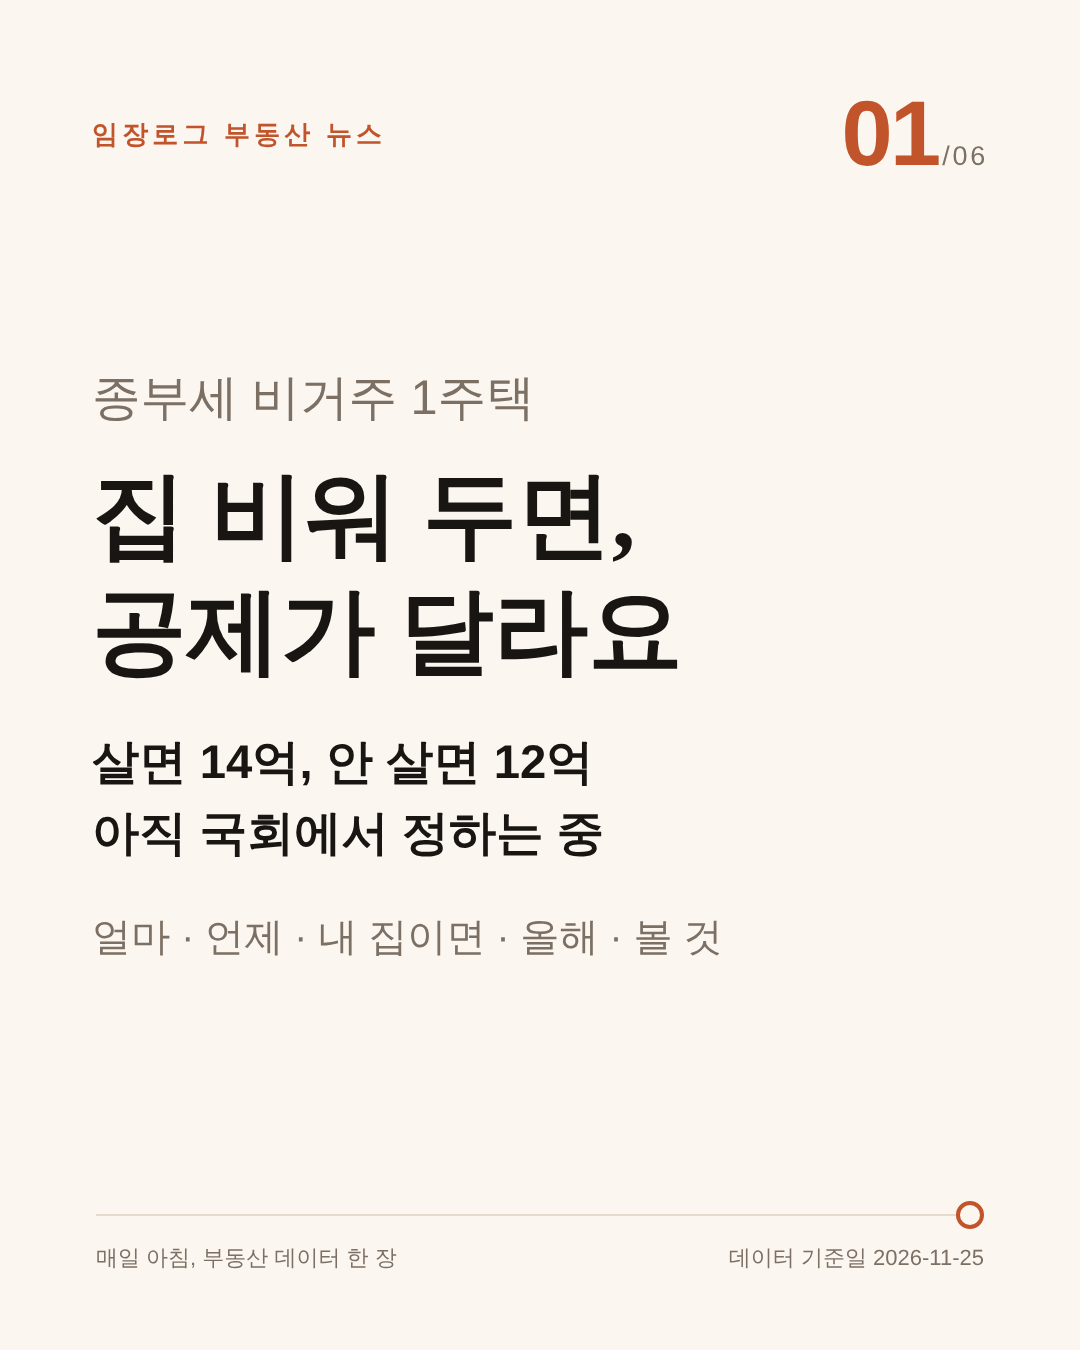 임장로그 부동산 뉴스
01/06
종부세 비거주 1주택
집 비워 두면,
공제가 달라요
살면 14억, 안 살면 12억
아직 국회에서 정하는 중
얼마 · 언제 · 내 집이면 · 올해 · 볼 것
매일 아침, 부동산 데이터 한 장
데이터 기준일 2026-11-25